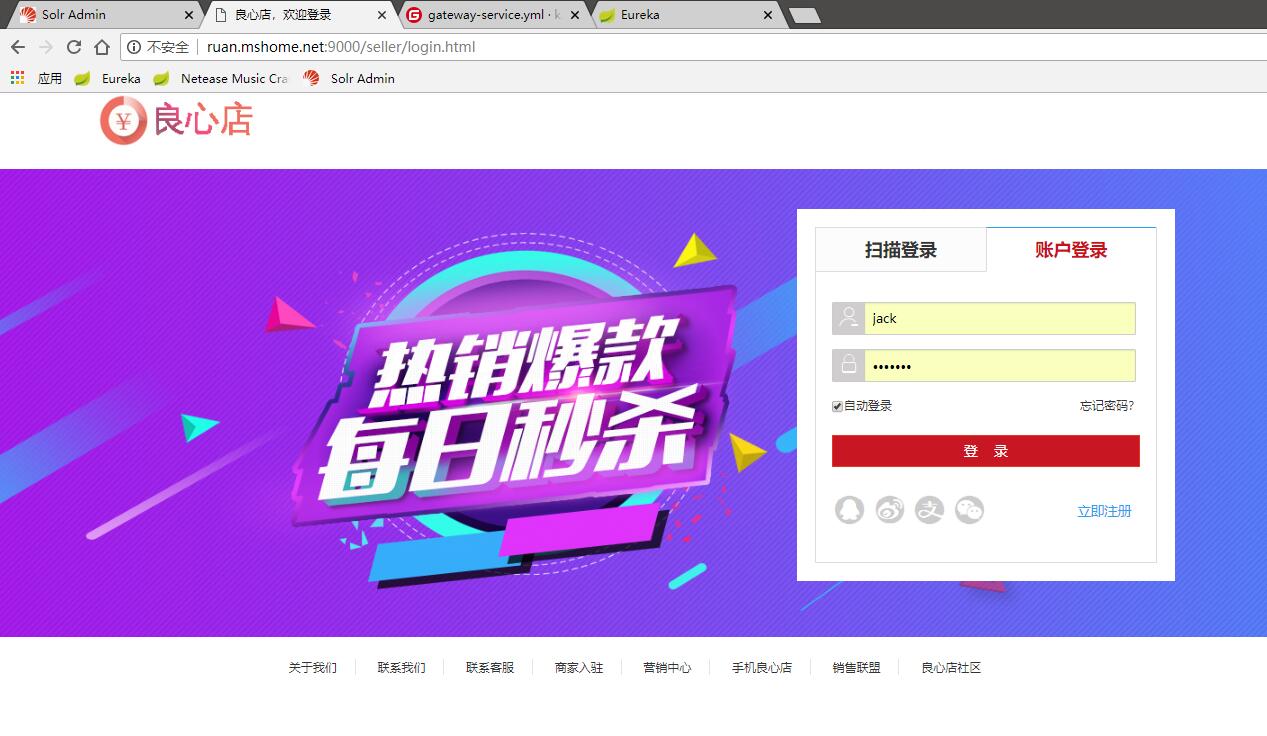 Solr Admin
良心店，欢迎登录
gateway-service.yml · k
Eureka
不安全
ruan.mshome.net:9000/seller/login.html
应用
Eureka
Netease Music Cra
Solr Admin
¥
良心店
热销爆款
每日秒杀
扫描登录
账户登录
jack
•••••••
自动登录
忘记密码?
登 录
立即注册
关于我们
联系我们
联系客服
商家入驻
营销中心
手机良心店
销售联盟
良心店社区